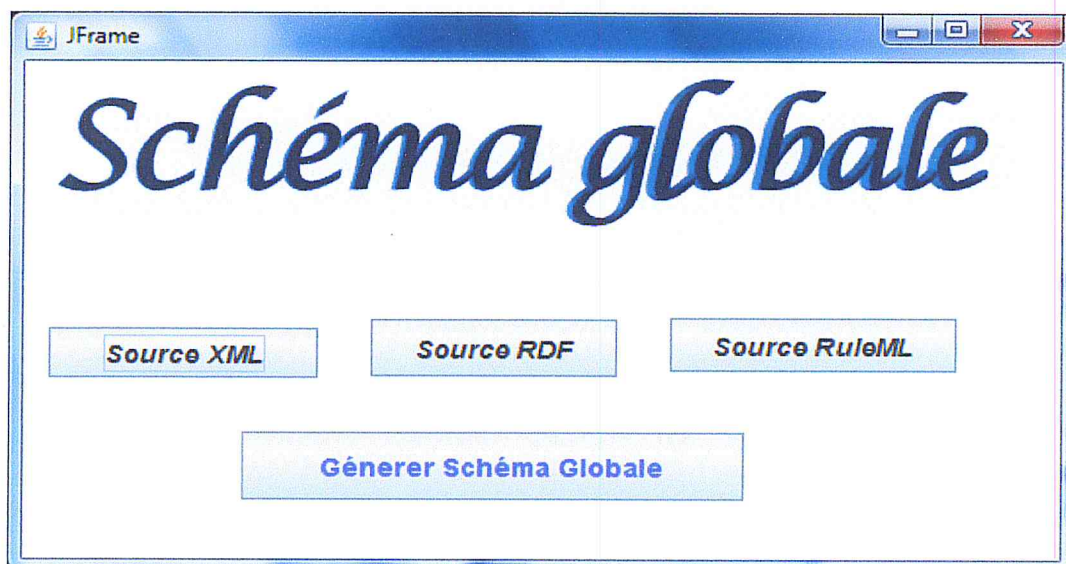 JFrame
Schéma globale
Source XML
Source RDF
Source RuleML
Génerer Schéma Globale